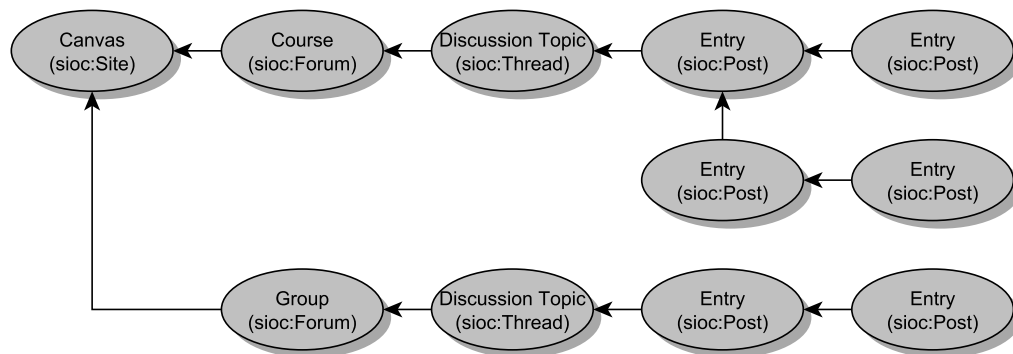 Canvas
(sioc:Site)
Course
(sioc:Forum)
Discussion Topic
(sioc:Thread)
Entry
(sioc:Post)
Entry
(sioc:Post)
Entry
(sioc:Post)
Entry
(sioc:Post)
Group
(sioc:Forum)
Discussion Topic
(sioc:Thread)
Entry
(sioc:Post)
Entry
(sioc:Post)